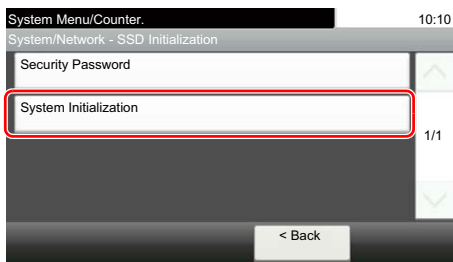 System Menu/Counter.
10:10
System/Network - SSD Initialization
Security Password
System Initialization
1/1
< Back